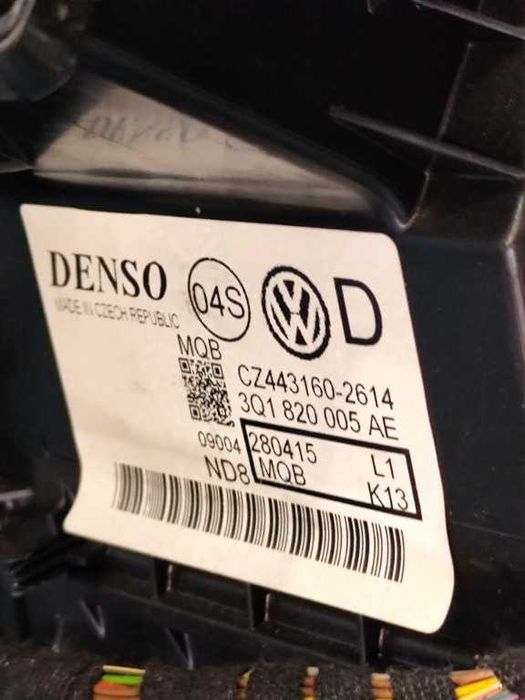 DENSO
MADE IN CZECH REPUBLIC
04S
D
MQB
CZ443160-2614
3Q1 820 005 AE
09004 280415 L1
ND8 MQB K13